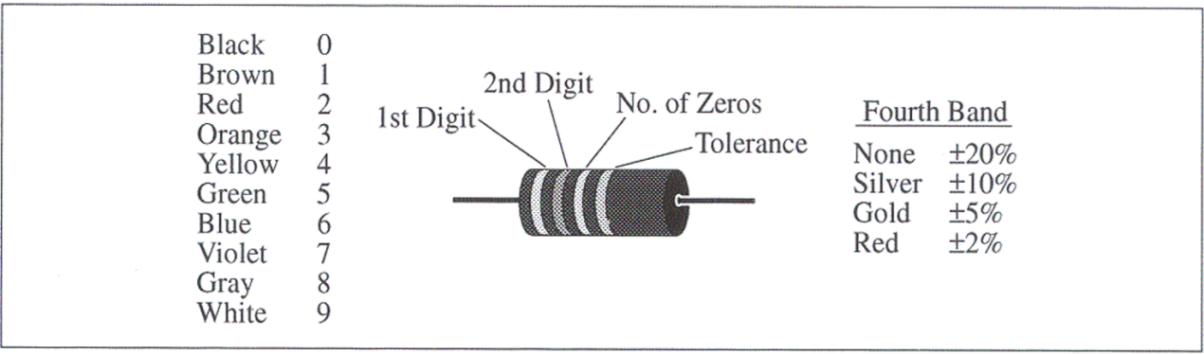 Black 0
Brown 1
Red 2
Orange 3
Yellow 4
Green 5
Blue 6
Violet 7
Gray 8
White 9
1st Digit
2nd Digit
No. of Zeros
Tolerance
Fourth Band
None ±20%
Silver ±10%
Gold ±5%
Red ±2%